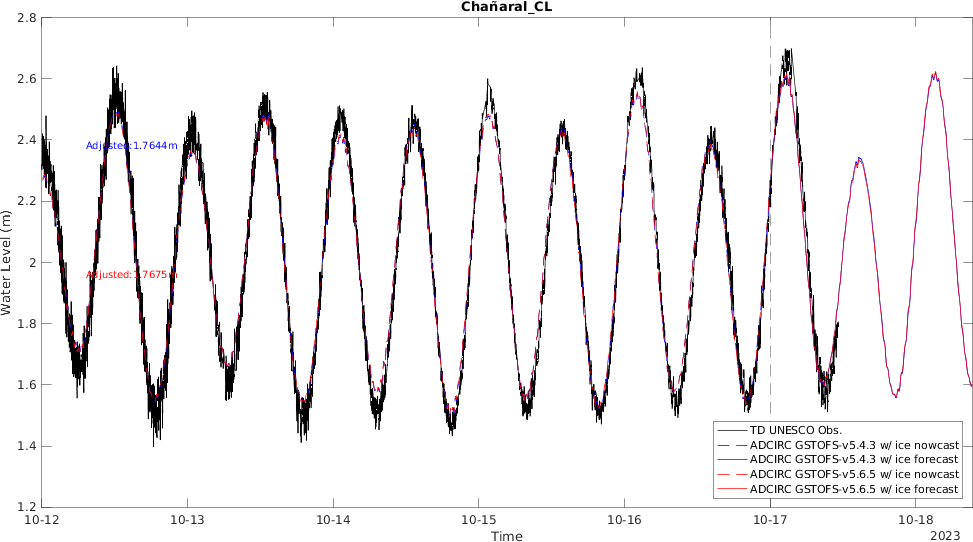 Chañaral_CL
2.8
2.6
2.4
2.2
2
1.8
1.6
1.4
1.2
Water Level (m)
Adjusted:1.7644m
Adjusted:1.7675m
TD UNESCO Obs.
ADCIRC GSTOFS-v5.4.3 w/ ice nowcast
ADCIRC GSTOFS-v5.4.3 w/ ice forecast
ADCIRC GSTOFS-v5.6.5 w/ ice nowcast
ADCIRC GSTOFS-v5.6.5 w/ ice forecast
10-12 10-13 10-14 10-15 10-16 10-17 10-18
Time
2023